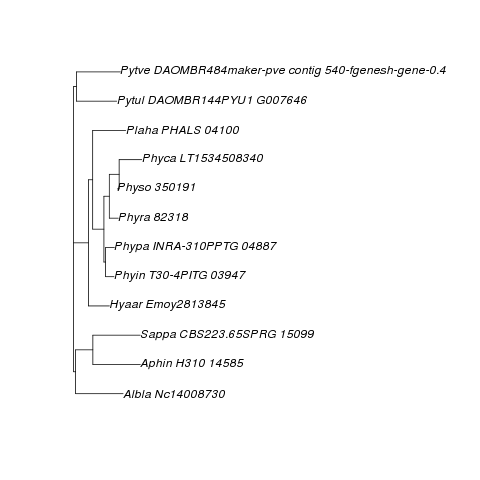 Pytve DAOMBR484maker-pve contig 540-fgenesh-gene-0.4
Pytul DAOMBR144PYU1 G007646
Plaha PHALS 04100
Phyca LT1534508340
Physo 350191
Phyra 82318
Phypa INRA-310PPTG 04887
Phyin T30-4PITG 03947
Hyaar Emoy2813845
Sappa CBS223.65SPRG 15099
Aphin H310 14585
Albla Nc14008730